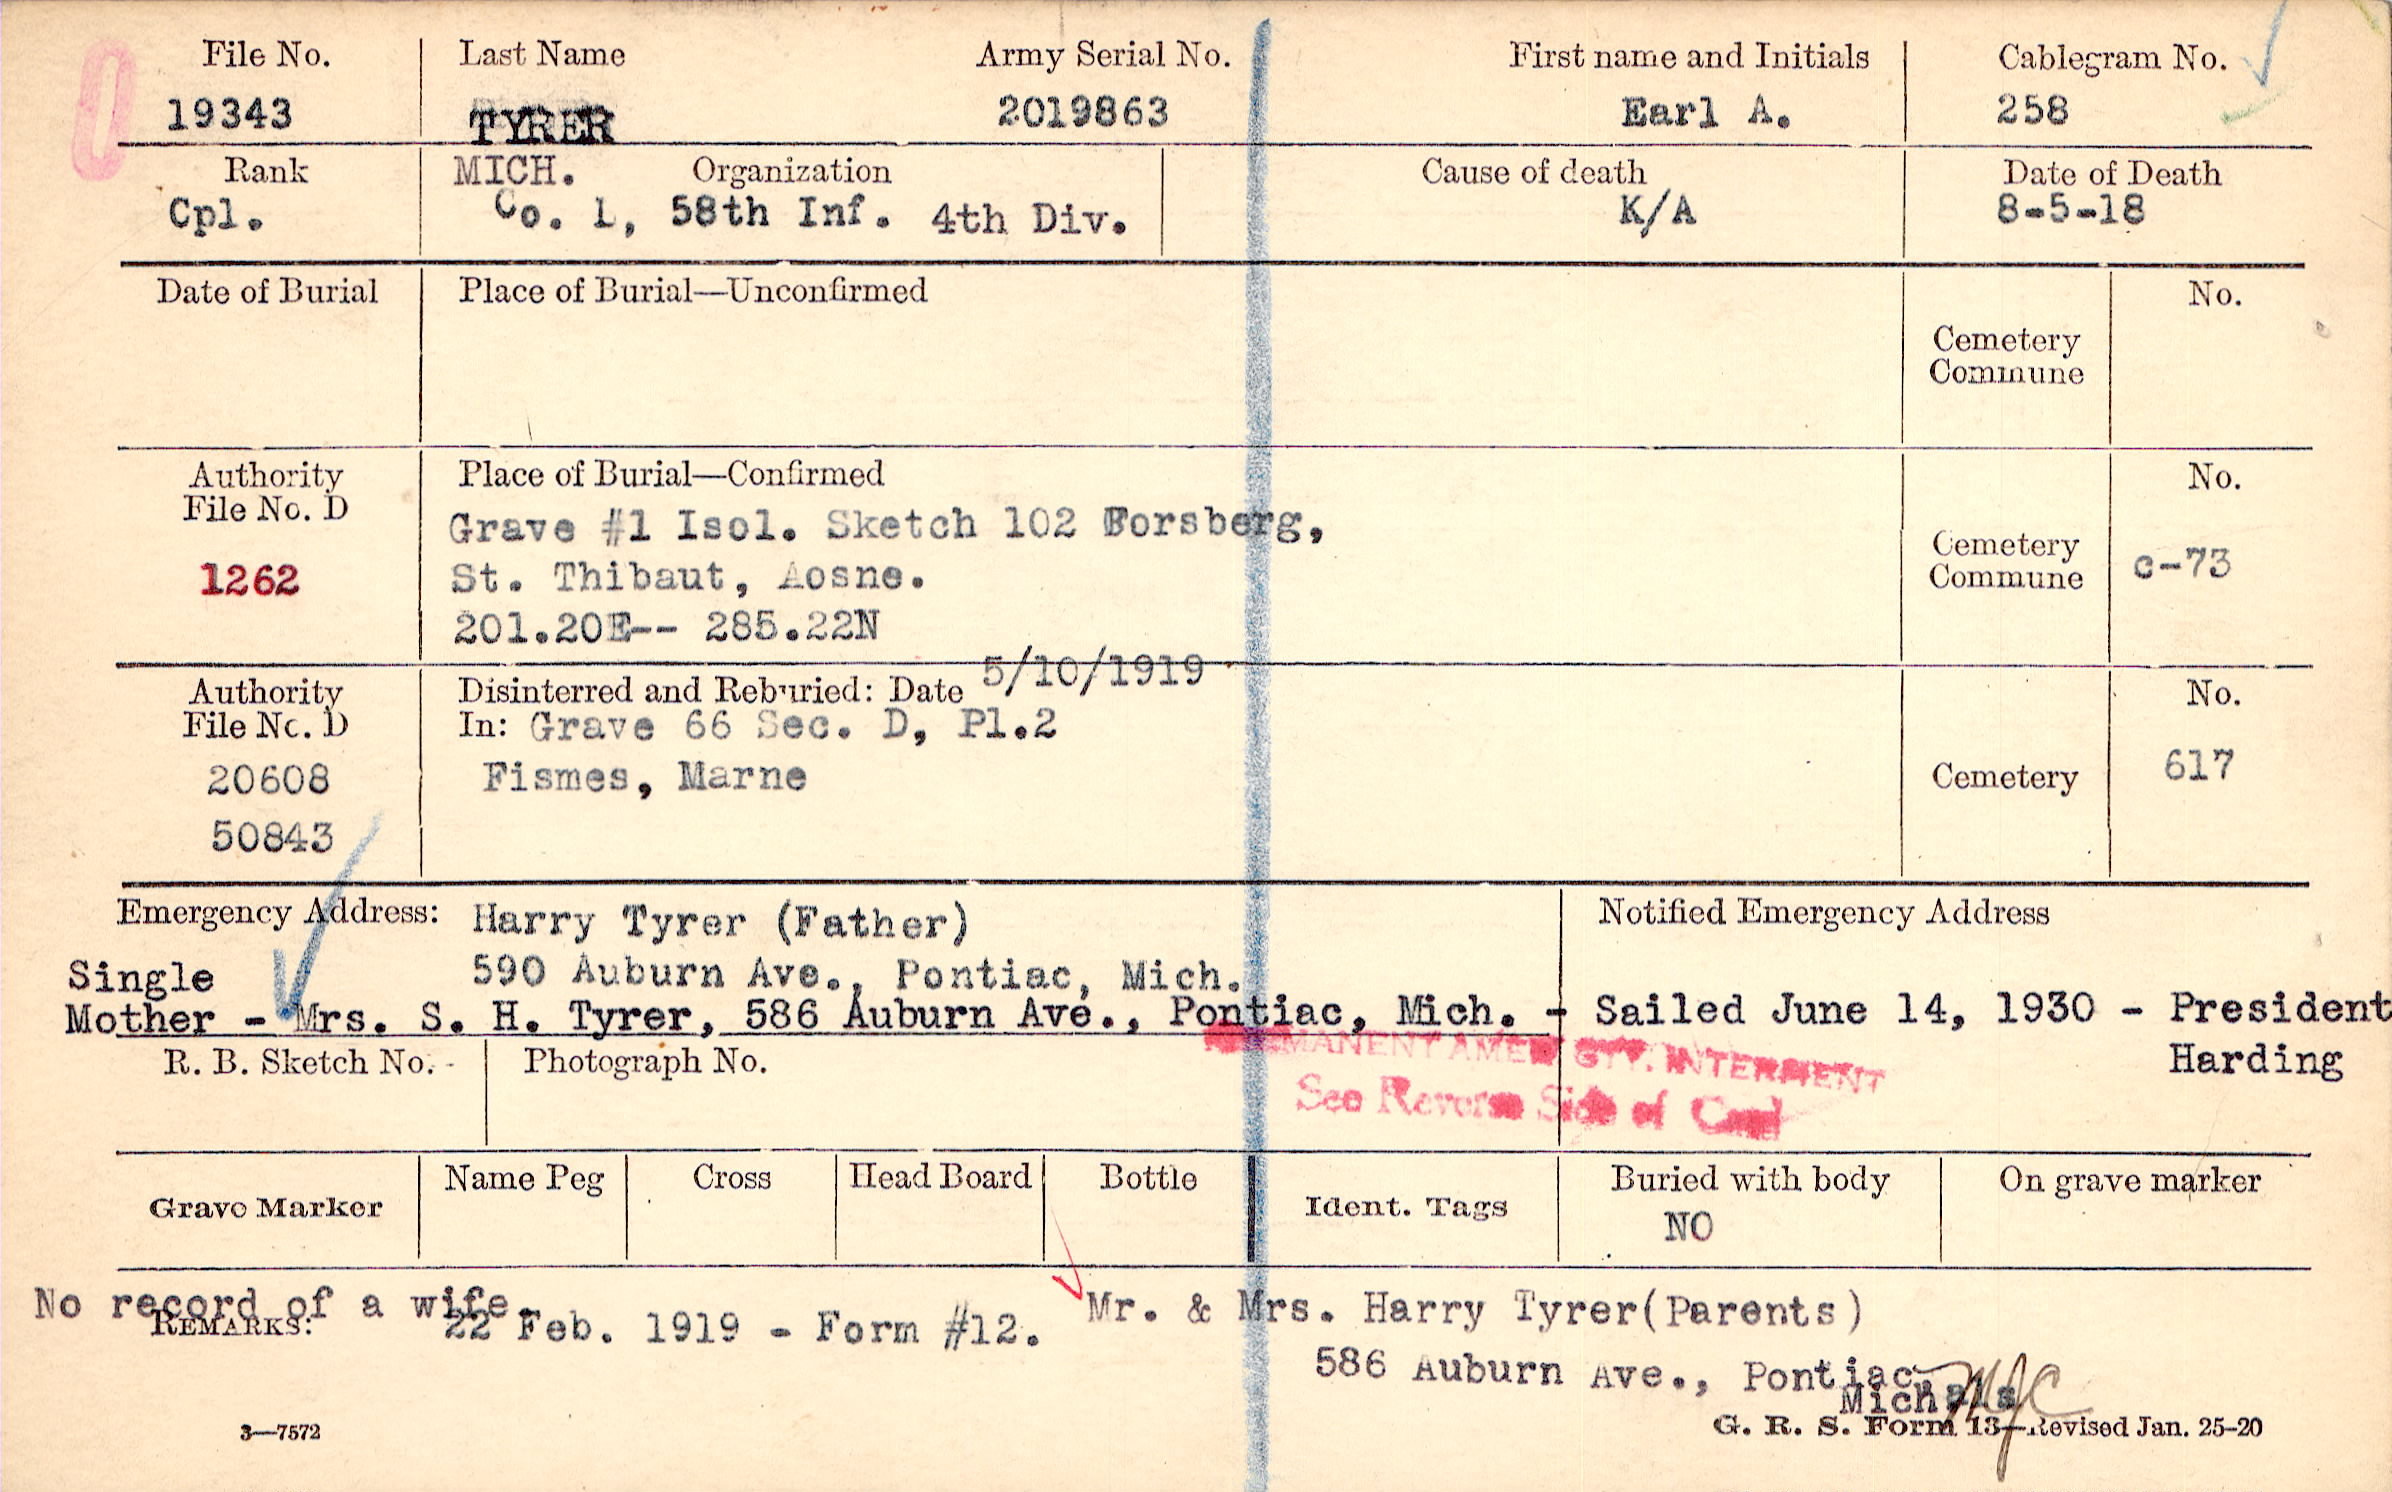 File No. Last Name Army Serial No. First name and Initials Cablegram No.
19343 TYRER 2019863 Earl A. 258
Rank MICH. Organization Cause of death Date of Death
Cpl. Co. L, 58th Inf. 4th Div. K/A 8-5-18
Date of Burial Place of Burial—Unconfirmed No.
Cemetery
Commune
Authority Place of Burial—Confirmed No.
File No. D
Grave #1 Isol. Sketch 102 Forsberg,
1262 St. Thibaut, Aosne. Cemetery
Commune c-73
201.20E-- 285.22N
Authority Disinterred and Reburied: Date 5/10/1919 No.
File No. D In: Grave 66 Sec. D, Pl.2
20608 Fismes, Marne Cemetery 617
50843
Emergency Address: Harry Tyrer (Father) Notified Emergency Address
Single 590 Auburn Ave., Pontiac, Mich.
Mother - Mrs. S. H. Tyrer, 586 Auburn Ave., Pontiac, Mich. - Sailed June 14, 1930 - President
Harding
R. B. Sketch No. Photograph No. PERMANENT AMER CTY. INTERMENT
See Reverse Side of Card
Grave Marker Name Peg Cross Head Board Bottle Ident. Tags Buried with body On grave marker
NO
No record of a wife. Mr. & Mrs. Harry Tyrer(Parents)
REMARKS: 22 Feb. 1919 - Form #12.
586 Auburn Ave., Pontiac,
Mich
3—7572 G. R. S. Form 13—Revised Jan. 25-20